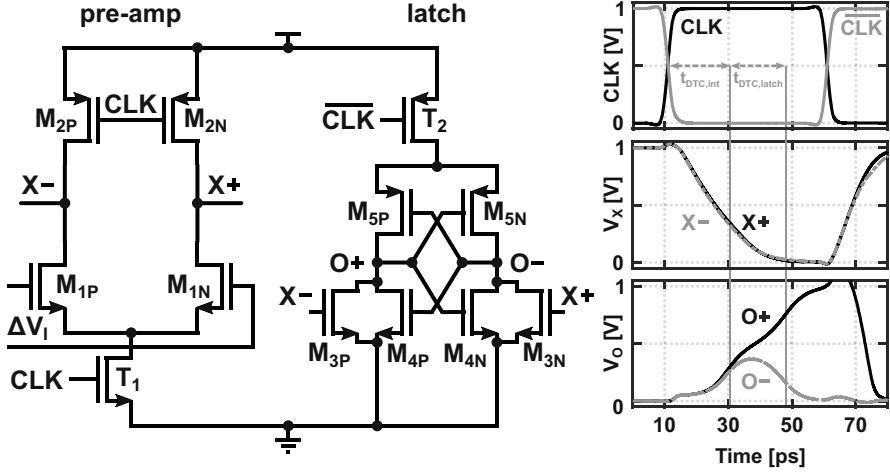 pre-amp
latch
M2P
CLK
M2N
CLK
T2
X−
X+
M5P
M5N
O+
O−
M1P
M1N
X−
X+
ΔVI
M3P
M4P
M4N
M3N
CLK
T1
CLK [V]
1
0
CLK
CLK
tDTC,int
tDTC,latch
VX [V]
1
0
X−
X+
VO [V]
1
0
O+
O−
10
30
50
70
Time [ps]